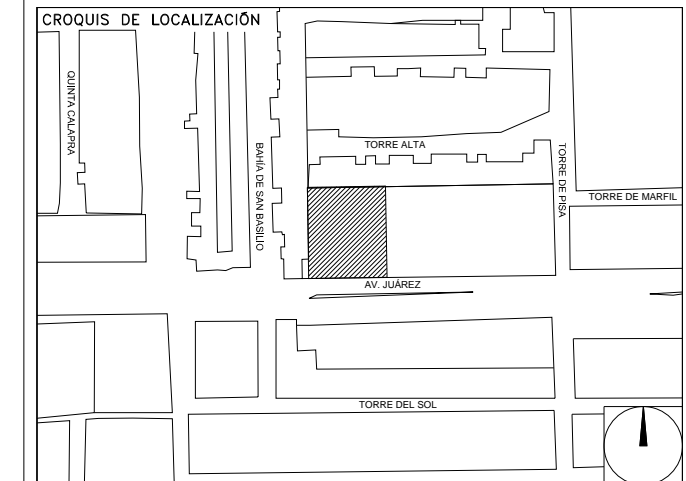 CROQUIS DE LOCALIZACIÓN
QUINTA CALAPRA
BAHÍA DE SAN BASILIO
TORRE ALTA
TORRE DE PISA
TORRE DE MARFIL
AV. JUÁREZ
TORRE DEL SOL